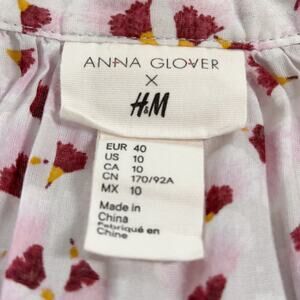 ANNA GLOVER
X
H&M
EUR 40
US 10
CA 10
CN 170/92A
MX 10
Made in
China
Fabriqué en
Chine